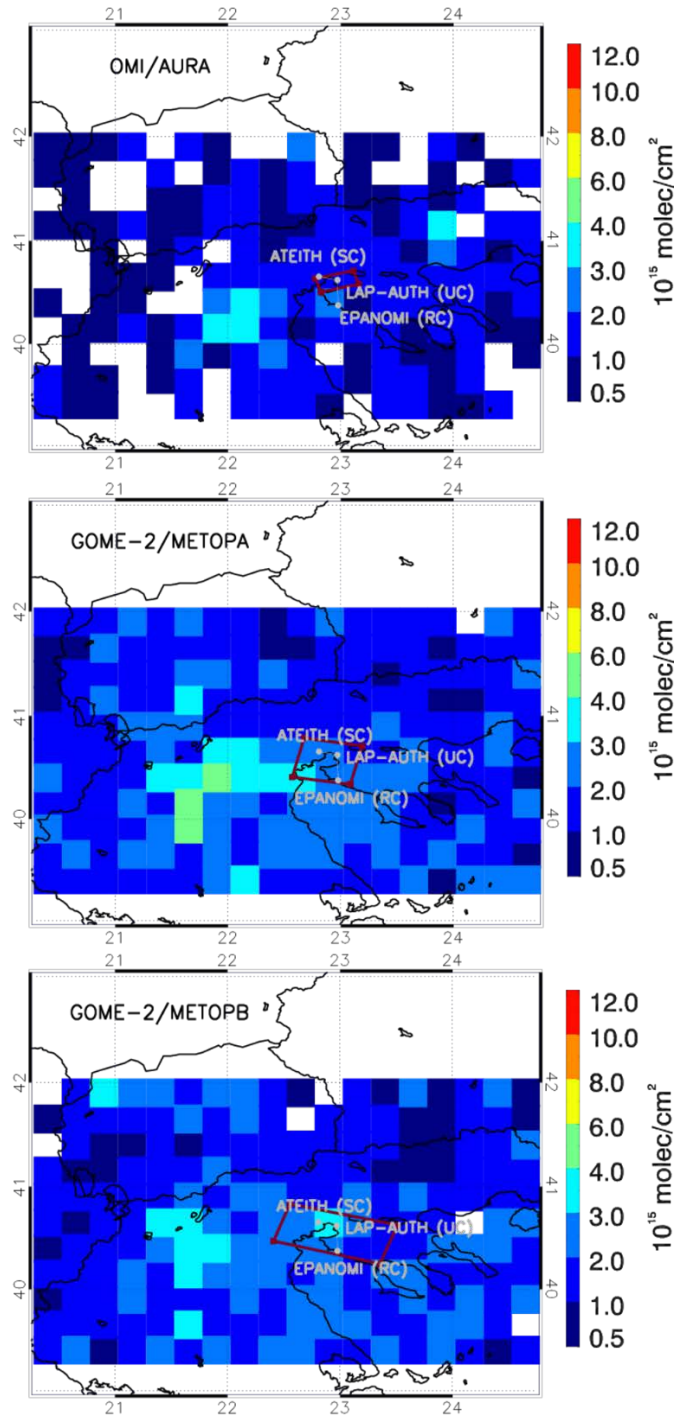 OMI/AURA
42
41
40
42
41
40
ATEITH (SC)
LAP-AUTH (UC)
EPANOMI (RC)
21 22 23 24
12.0
10.0
8.0
6.0
4.0
3.0
2.0
1.0
0.5
10¹⁵ molec/cm²
21 22 23 24
GOME-2/METOPA
42
41
40
42
41
40
ATEITH (SC)
LAP-AUTH (UC)
EPANOMI (RC)
21 22 23 24
12.0
10.0
8.0
6.0
4.0
3.0
2.0
1.0
0.5
10¹⁵ molec/cm²
21 22 23 24
GOME-2/METOPB
42
41
40
42
41
40
ATEITH (SC)
LAP-AUTH (UC)
EPANOMI (RC)
21 22 23 24
12.0
10.0
8.0
6.0
4.0
3.0
2.0
1.0
0.5
10¹⁵ molec/cm²